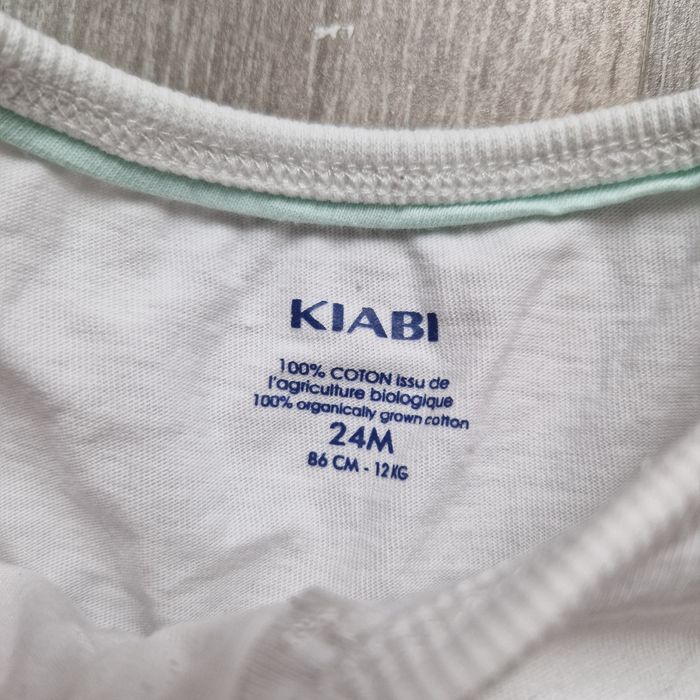 KIABI
100% COTON issu de
l'agriculture biologique
100% organically grown cotton
24M
86 CM - 12 KG